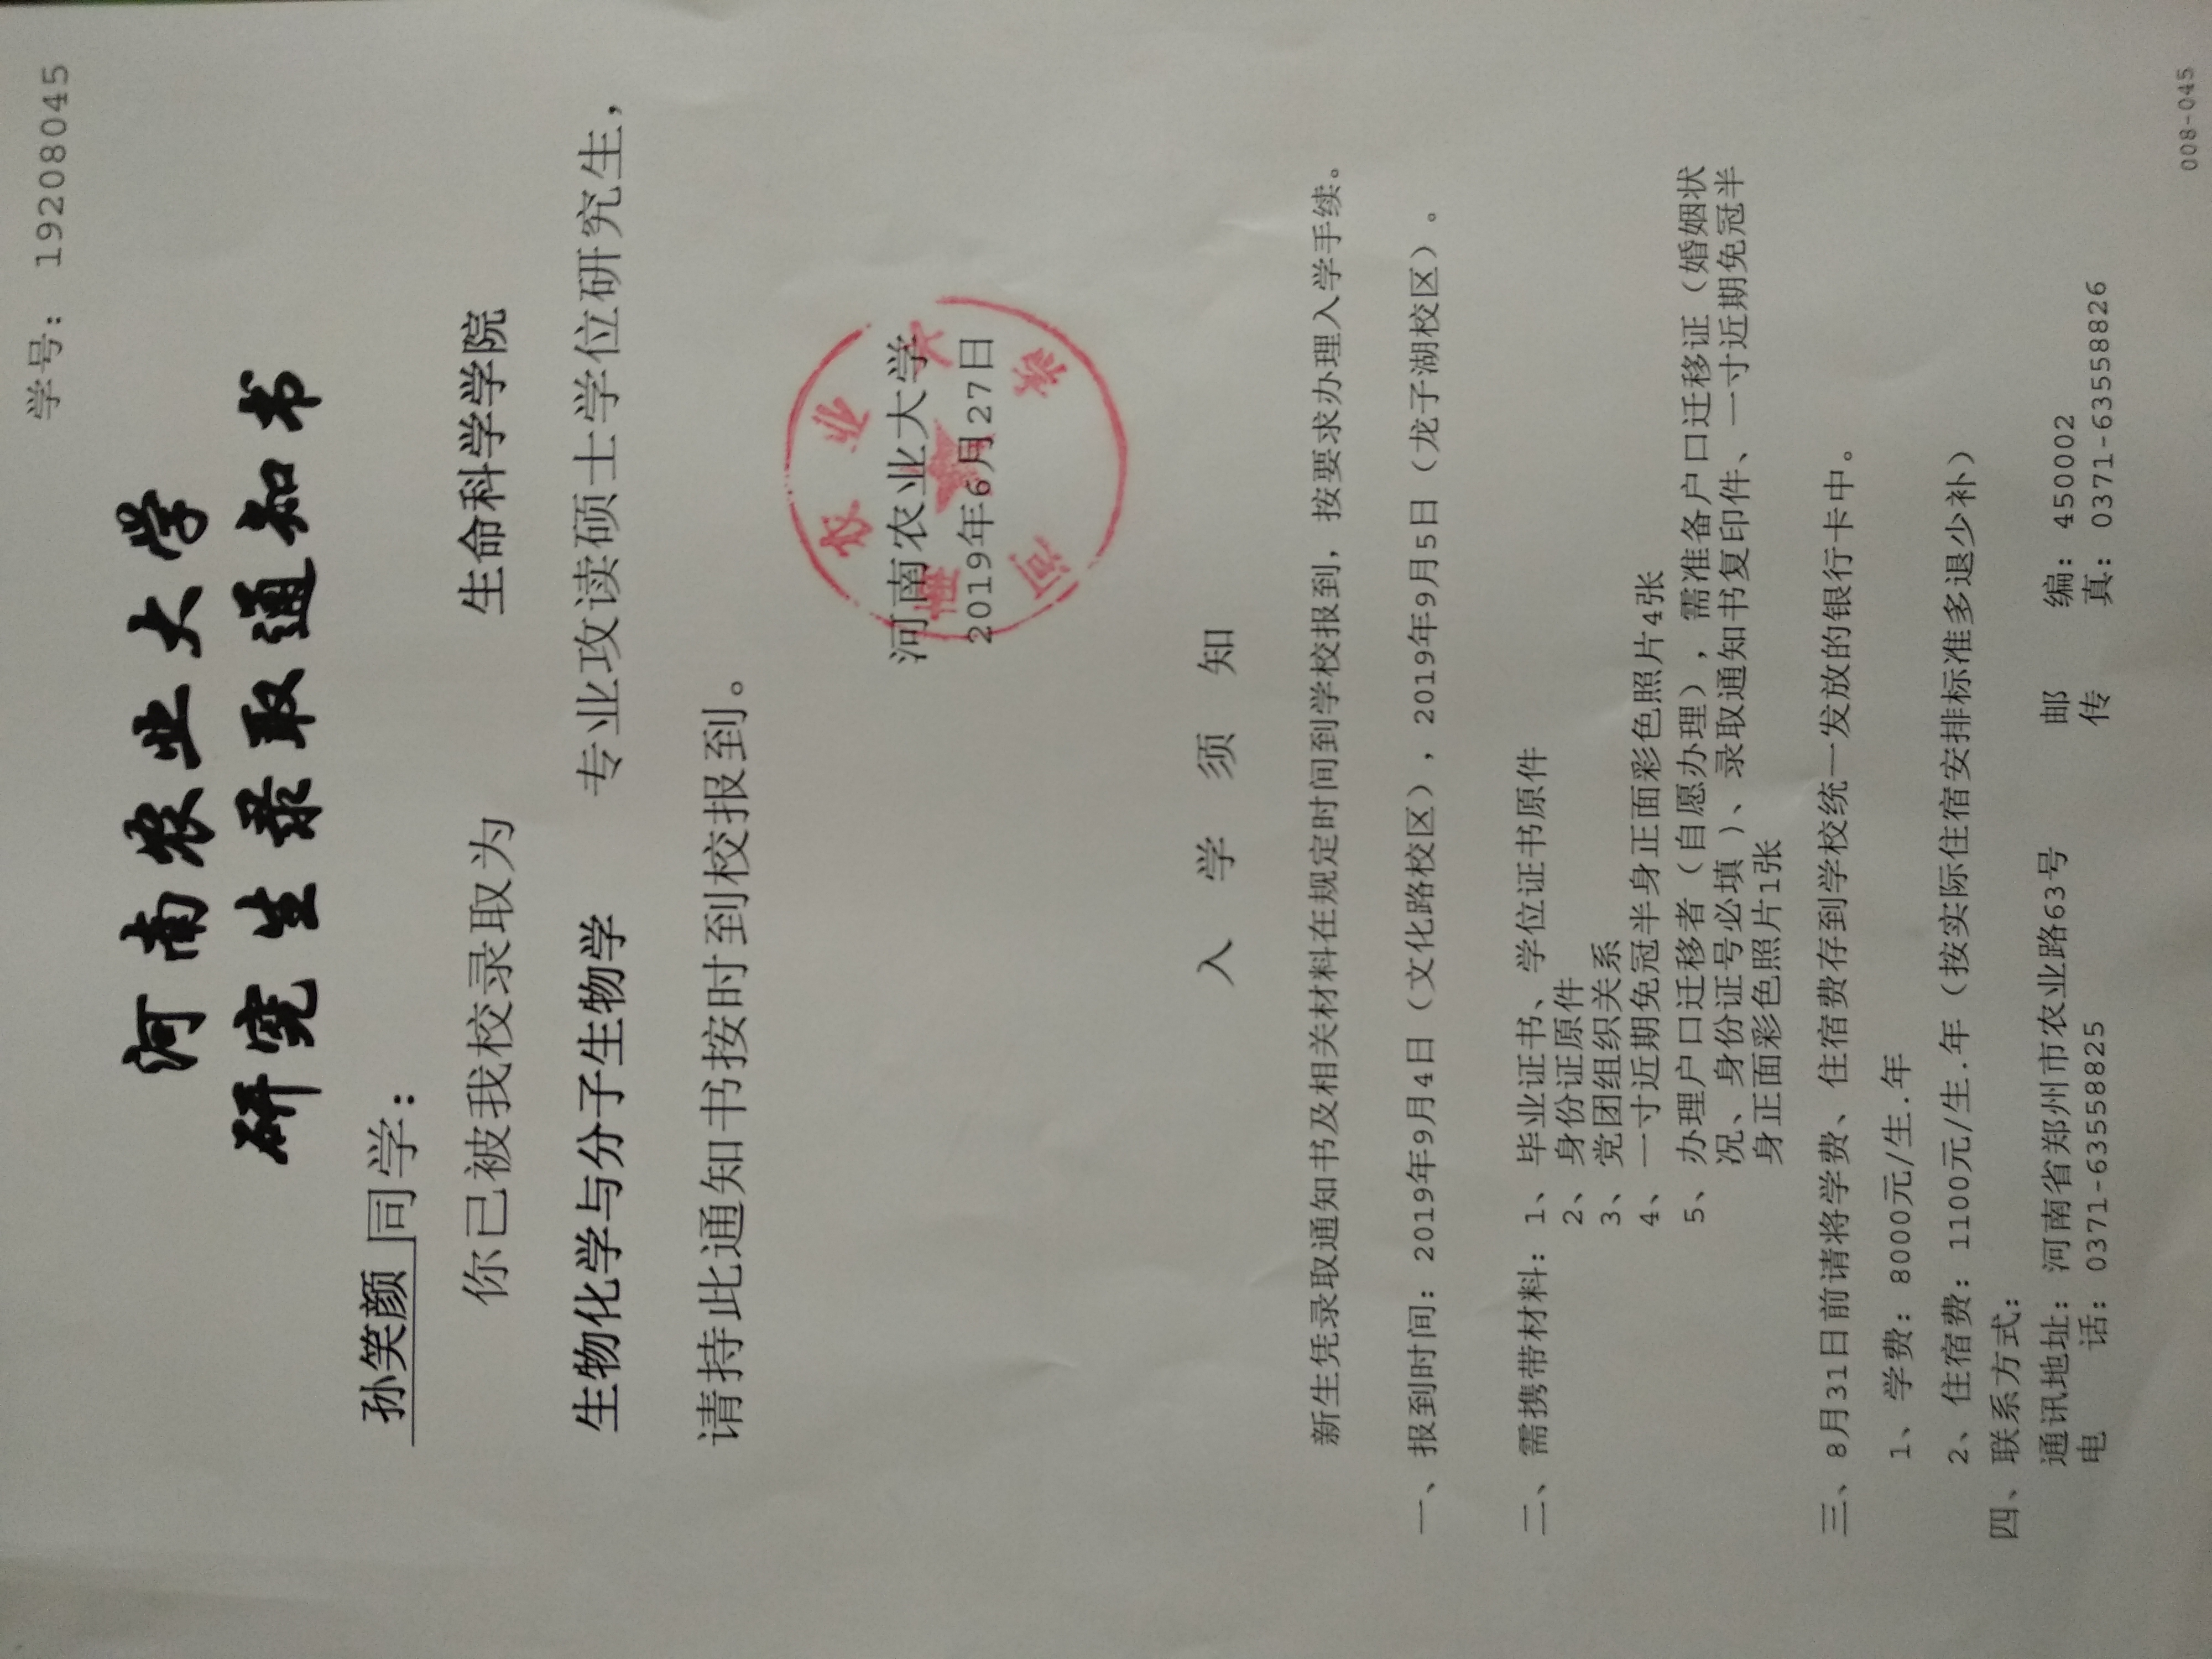 学号：19208045
河南农业大学
研究生录取通知书
孙笑颜 同学：
你已被我校录取为 生命科学学院
生物化学与分子生物学 专业攻读硕士学位研究生，
请持此通知书按时到校报到。
河南农业大学
2019年6月27日
河南农业大学
入学须知
新生凭录取通知书及相关材料在规定时间到学校报到，按要求办理入学手续。
一、报到时间：2019年9月4日（文化路校区），2019年9月5日（龙子湖校区）。
二、需携带材料：1、毕业证书、学位证书原件
2、身份证原件
3、党团组织关系
4、一寸近期免冠半身正面彩色照片4张
5、办理户口迁移者（自愿办理），需准备户口迁移证（婚姻状
况、身份证号必填）、录取通知书复印件、一寸近期免冠半
身正面彩色照片1张
三、8月31日前请将学费、住宿费存到学校统一发放的银行卡中。
1、学费：8000元/生.年
2、住宿费：1100元/生.年（按实际住宿安排标准多退少补）
四、联系方式：
通讯地址：河南省郑州市农业路63号 邮 编：450002
电 话：0371-63558825 传 真：0371-63558826
008-045